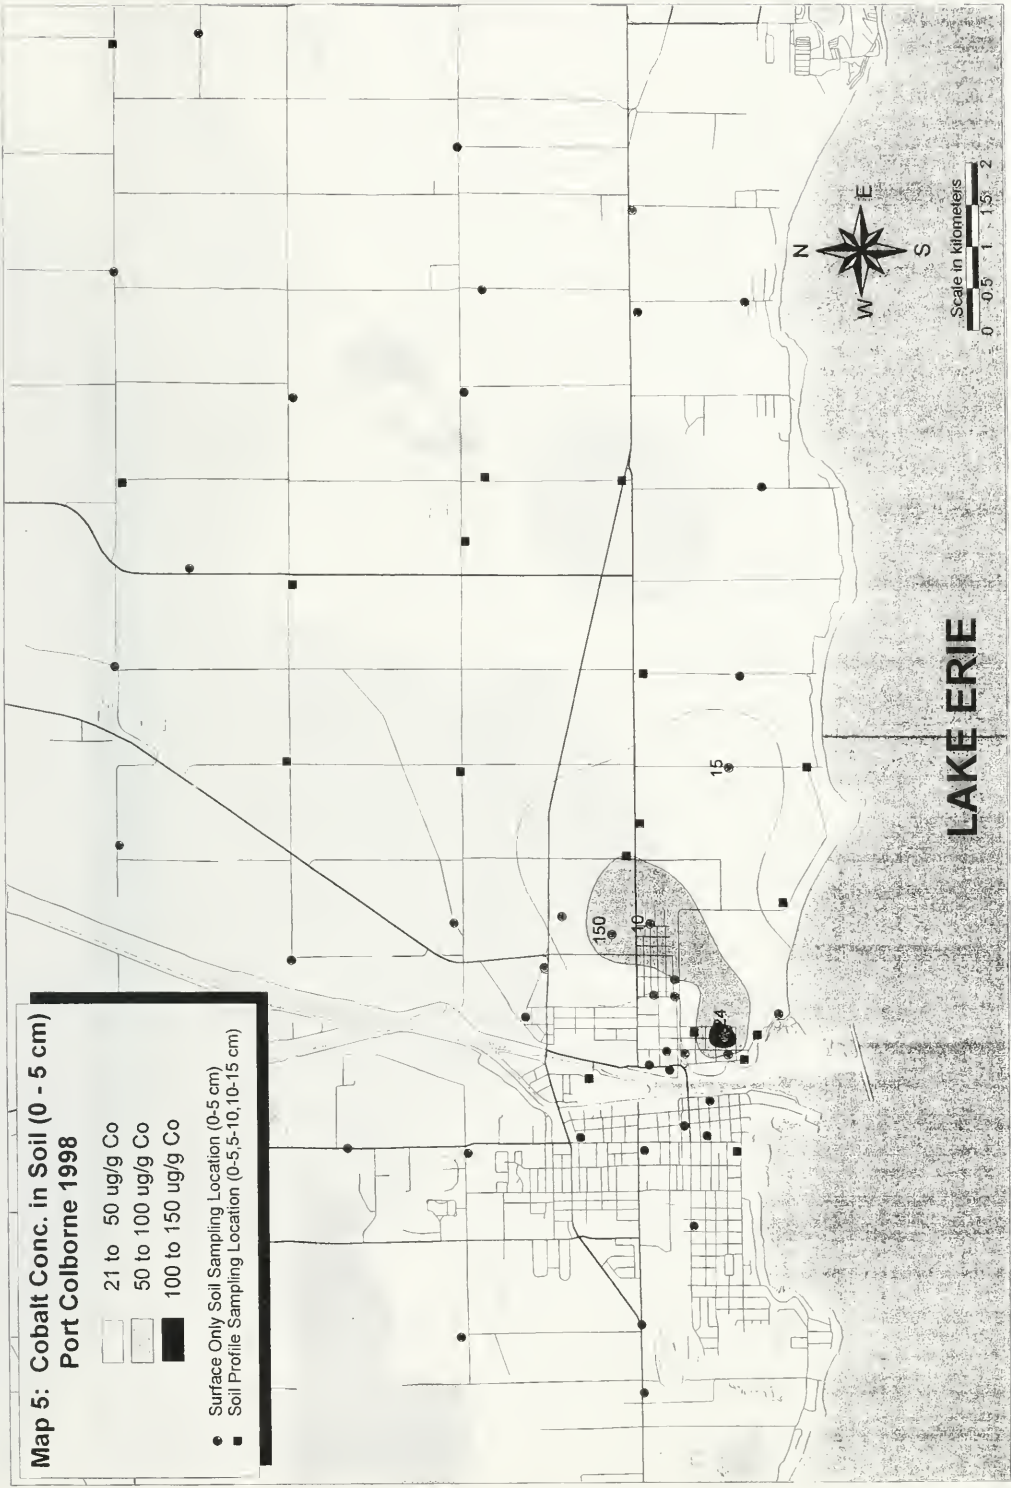 Map 5: Cobalt Conc. in Soil (0 - 5 cm)
Port Colborne 1998
21 to 50 ug/g Co
50 to 100 ug/g Co
100 to 150 ug/g Co
Surface Only Soil Sampling Location (0-5 cm)
Soil Profile Sampling Location (0-5,5-10,10-15 cm)
150
10
24
15
N
W
E
S
Scale in kilometers
0 0.5 1 1.5 2
LAKE ERIE